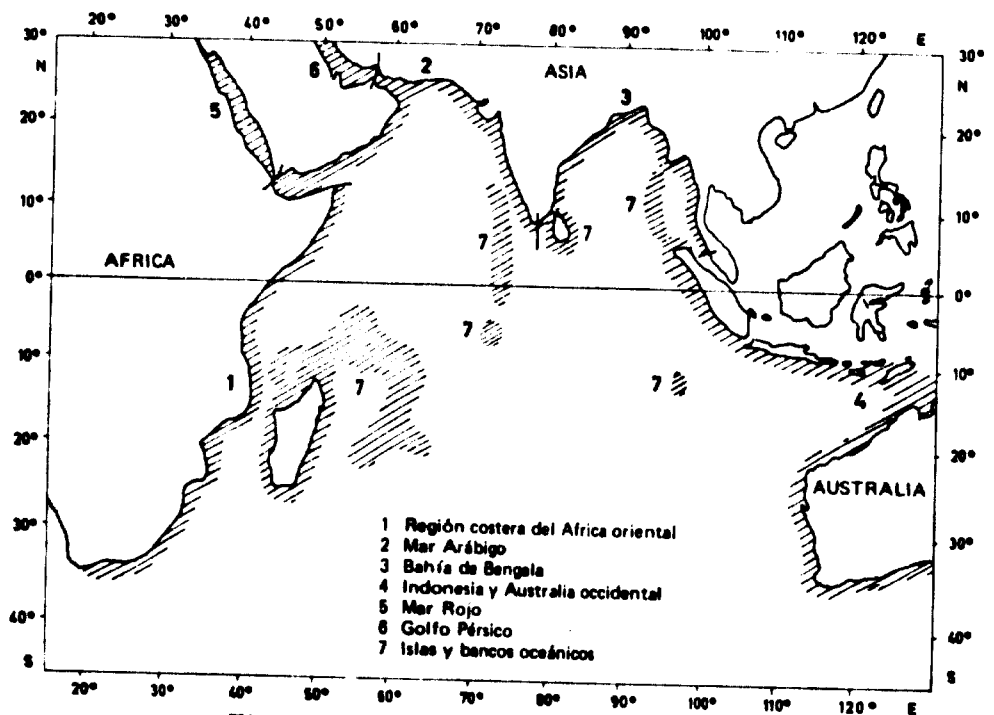 20° 30° 40° 50° 60° 70° 80° 90° 100° 110° 120° E
30° 30°
N N
6 2 ASIA
5 3
20° 20°
10° 7 10°
7 7
AFRICA
0° 0°
7
10° 1 7 7 10°
4
20° 20°
AUSTRALIA
30° 30°
1 Región costera del Africa oriental
2 Mar Arábigo
3 Bahía de Bengala
4 Indonesia y Australia occidental
5 Mar Rojo
6 Golfo Pérsico
7 Islas y bancos oceánicos
40° 40°
S S
20° 30° 40° 50° 60° 70° 80° 90° 100° 110° 120° E